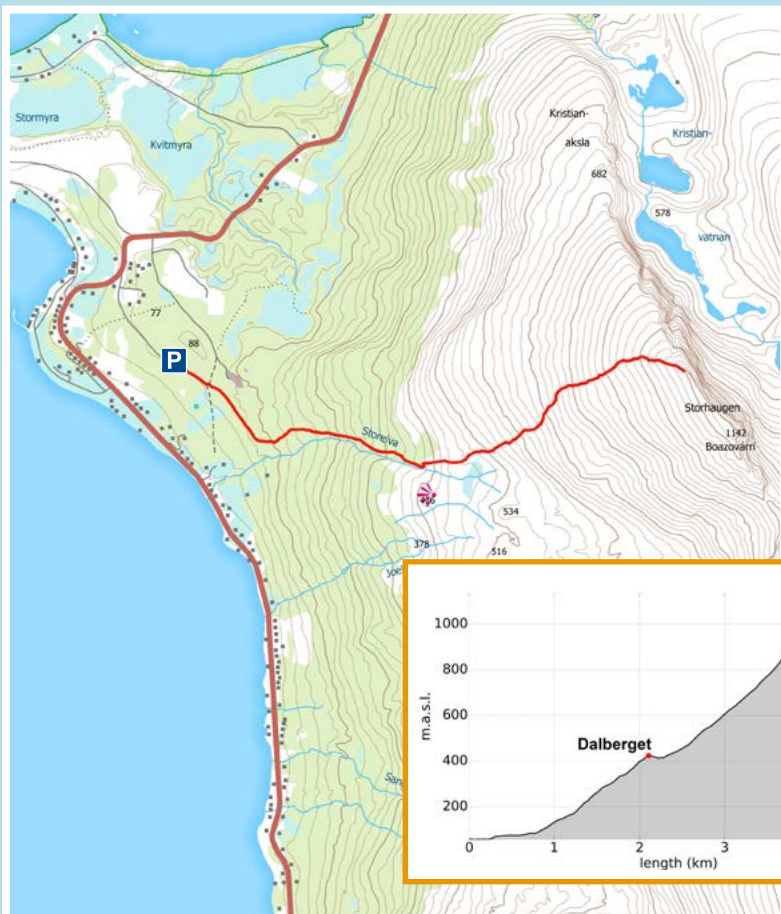 Kristian-
aksla
Kristian-
682
Stormyra
Kvitmyra
578
vatnan
77
88
P
Storelva
Storhaugen
1142
Boazovárri
534
378
516
1000
800
600
400
200
m.a.s.l.
Dalberget
0
1
2
3
length (km)